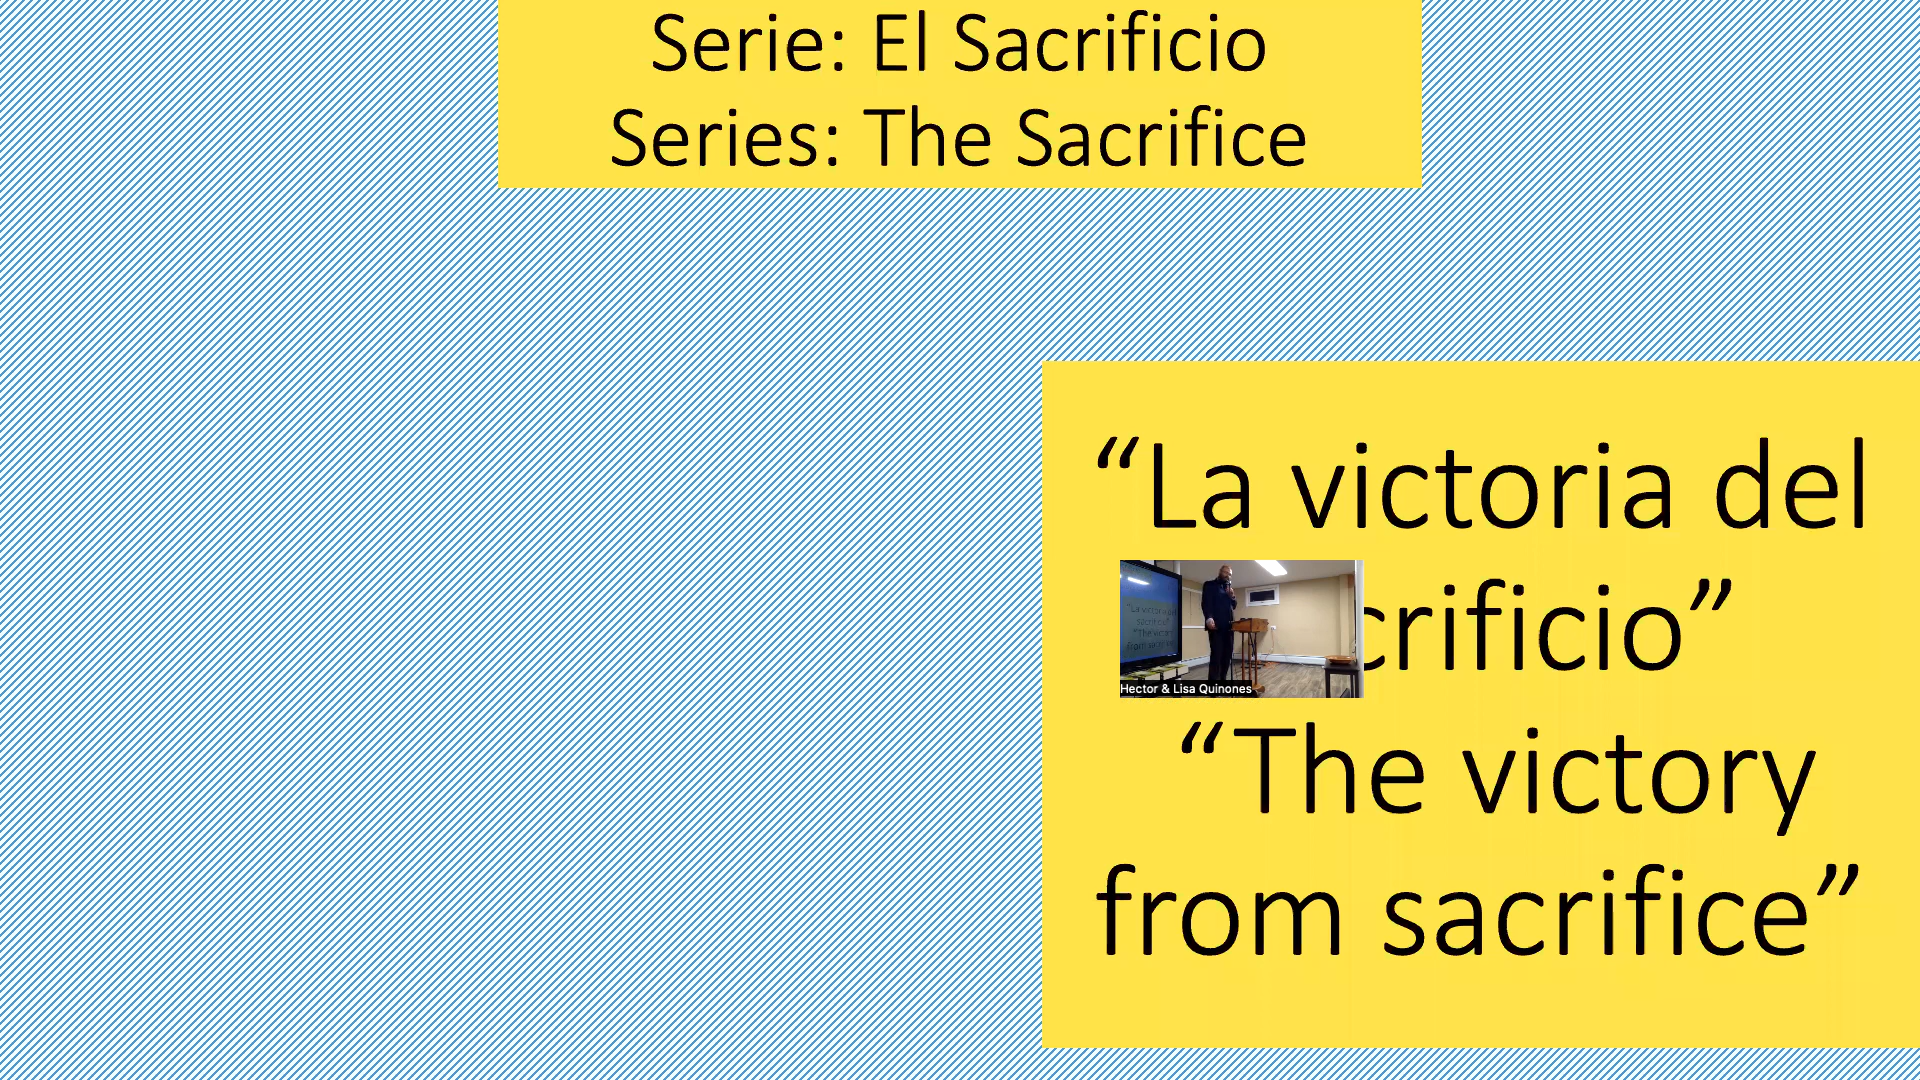 Serie: El Sacrificio
Series: The Sacrifice
“La victoria del
crificio”
Hector & Lisa Quinones
“The victory
from sacrifice”